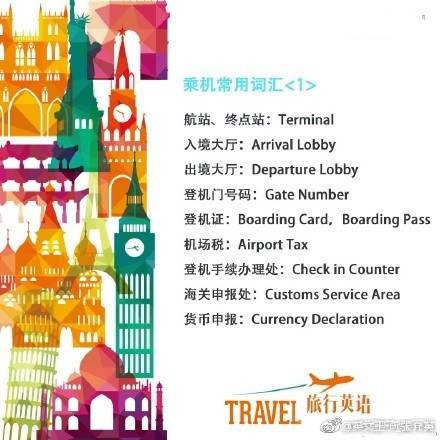 乘机常用词汇<1>
航站、终点站：Terminal
入境大厅：Arrival Lobby
出境大厅：Departure Lobby
登机门号码：Gate Number
登机证：Boarding Card，Boarding Pass
机场税：Airport Tax
登机手续办理处：Check in Counter
海关申报处：Customs Service Area
货币申报：Currency Declaration
TRAVEL 旅行英语